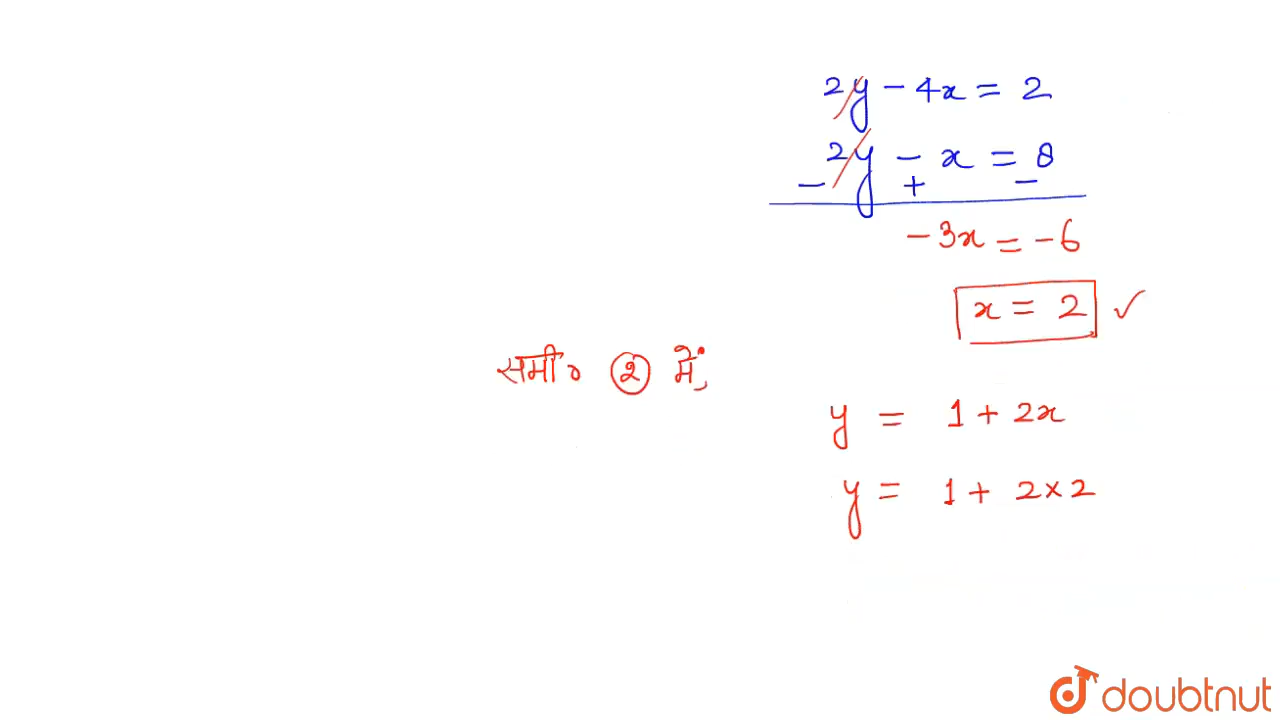 2y - 4x = 2
2y - x = 8
- + -
-3x = -6
x = 2 ✓
समी० ② में,
y = 1 + 2x
y = 1 + 2×2
doubtnut